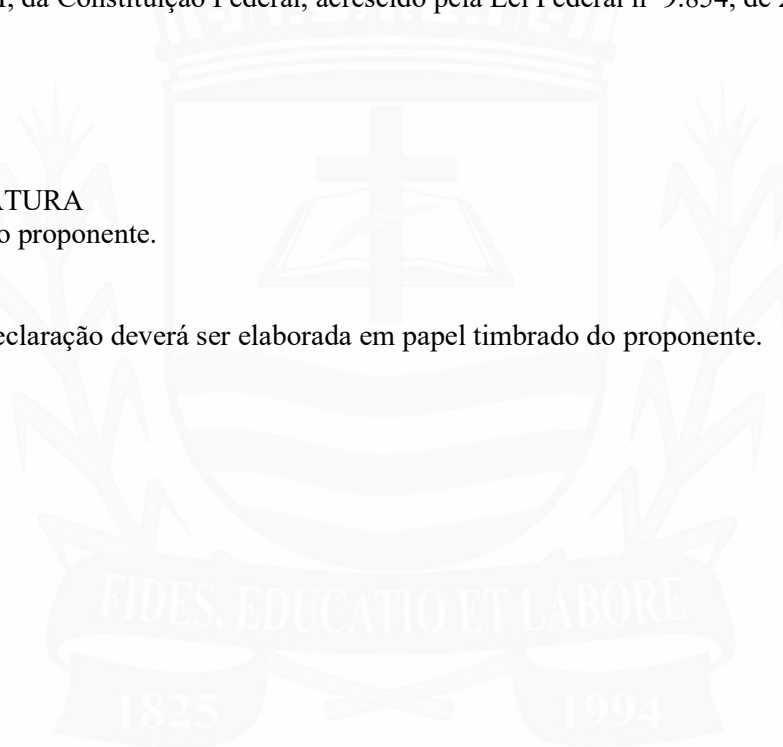 da Constituição Federal, acrescido pela Lei Federal nº 9.854, de
ATURA
o proponente.
eclaração deverá ser elaborada em papel timbrado do proponente.
FIDES, EDUCATIO ET LABORE
1825 1994